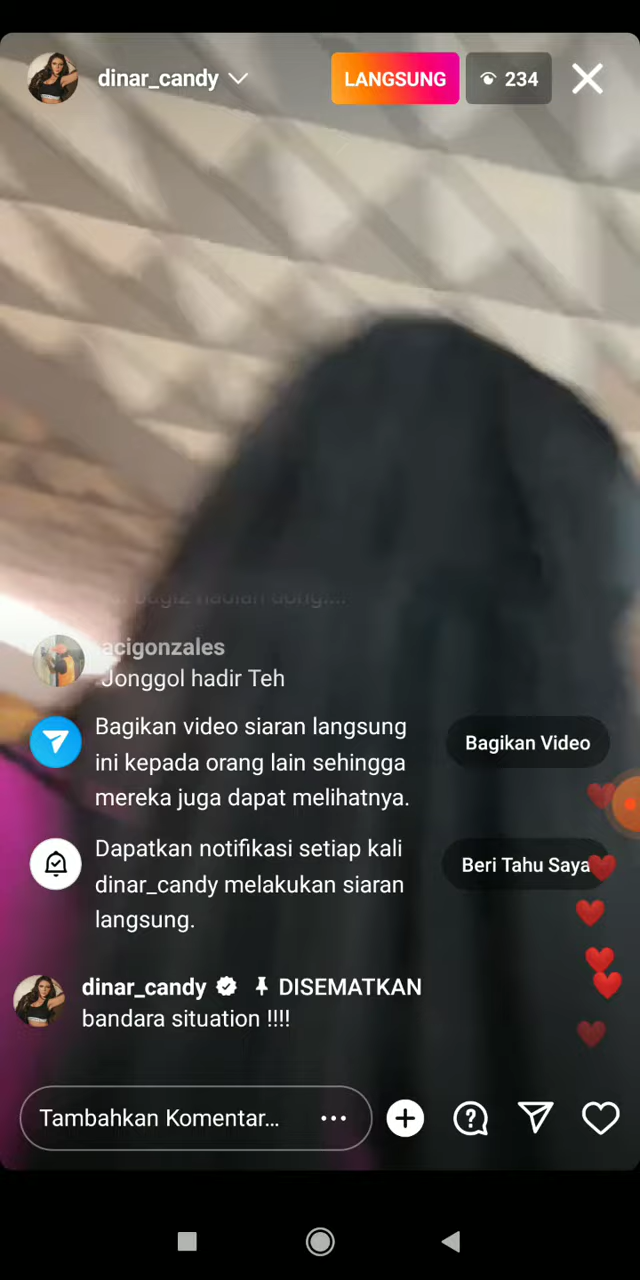 dinar_candy
LANGSUNG
234
acigonzales
Jonggol hadir Teh
Bagikan video siaran langsung
ini kepada orang lain sehingga
mereka juga dapat melihatnya.
Bagikan Video
Dapatkan notifikasi setiap kali
dinar_candy melakukan siaran
langsung.
Beri Tahu Saya
dinar_candy DISEMATKAN
bandara situation !!!!
Tambahkan Komentar...